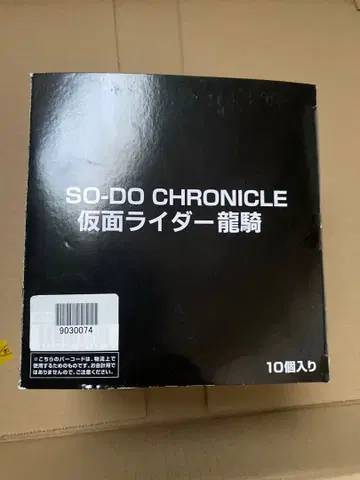 SO-DO CHRONICLE
仮面ライダー龍騎
9030074
※こちらのバーコードは、物流上で
使用するためのものです。お会計用で
はありませんので、ご注意ください。
10個入り